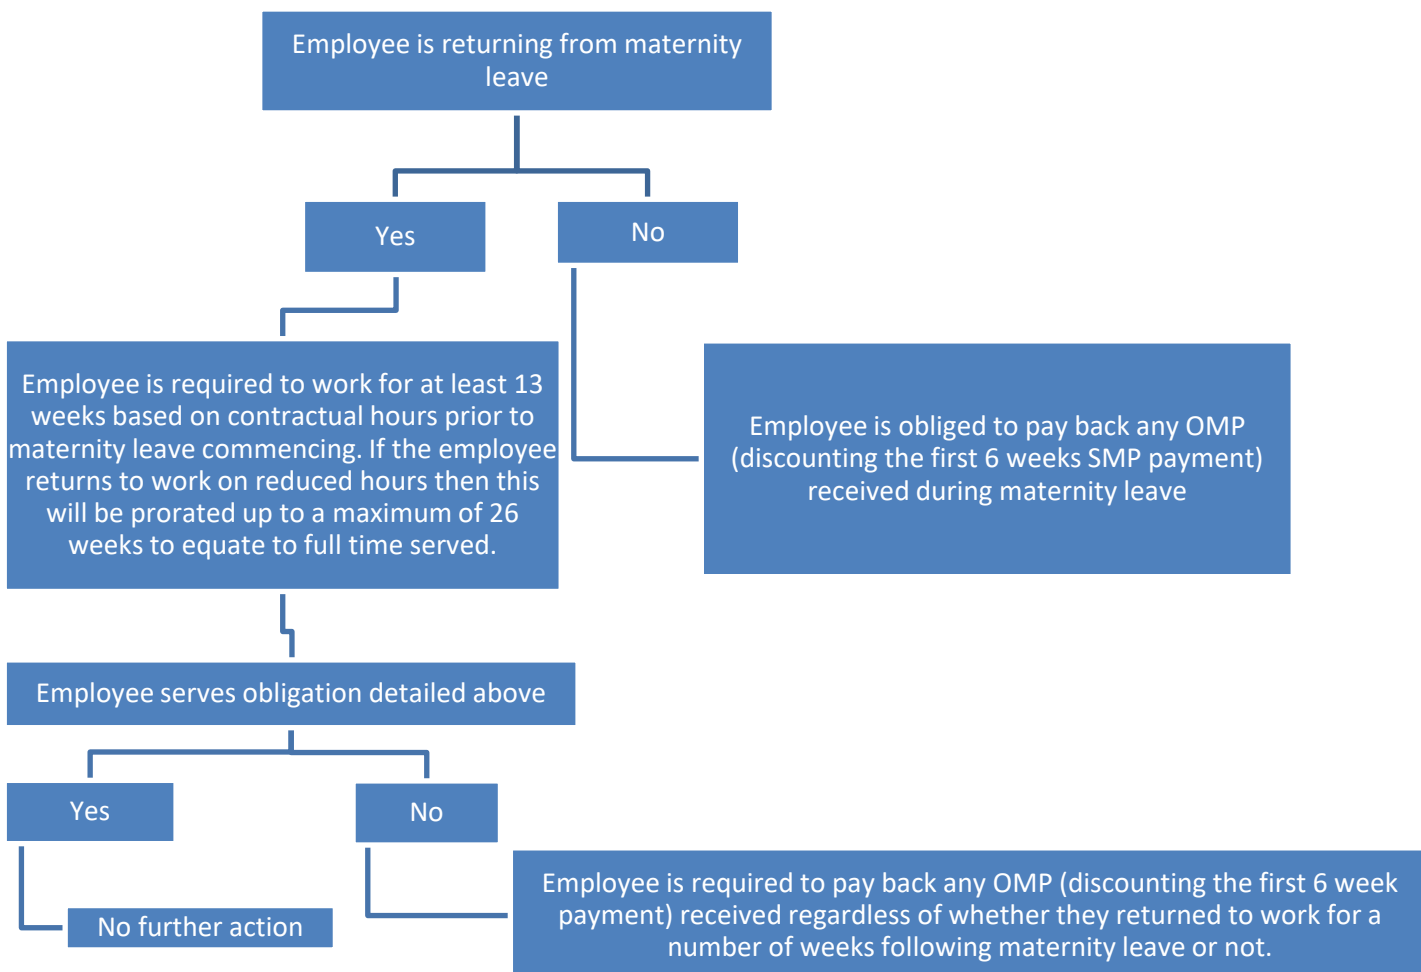 Employee is returning from maternity
leave
Yes
No
Employee is required to work for at least 13
weeks based on contractual hours prior to
maternity leave commencing. If the employee
returns to work on reduced hours then this
will be prorated up to a maximum of 26
weeks to equate to full time served.
Employee is obliged to pay back any OMP
(discounting the first 6 weeks SMP payment)
received during maternity leave
Employee serves obligation detailed above
Yes
No
No further action
Employee is required to pay back any OMP (discounting the first 6 week
payment) received regardless of whether they returned to work for a
number of weeks following maternity leave or not.